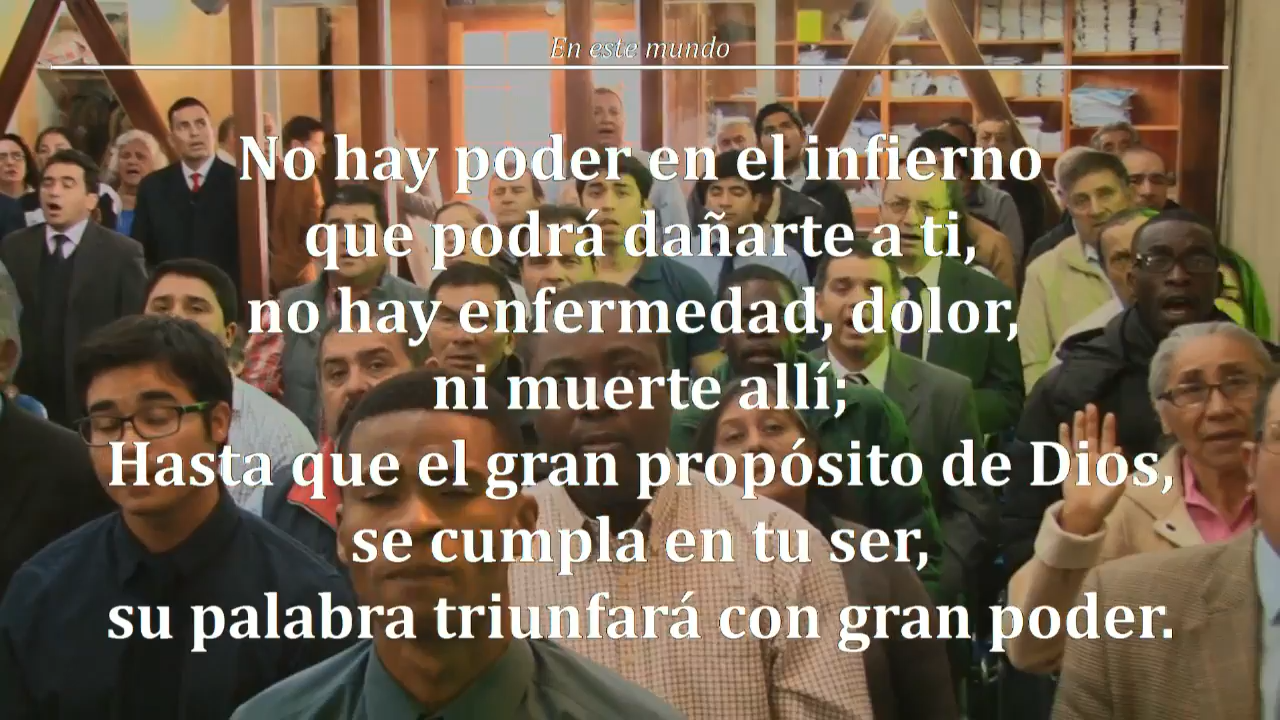 En este mundo
No hay poder en el infierno
que podrá dañarte a ti,
no hay enfermedad, dolor,
ni muerte allí;
Hasta que el gran propósito de Dios,
se cumpla en tu ser,
su palabra triunfará con gran poder.